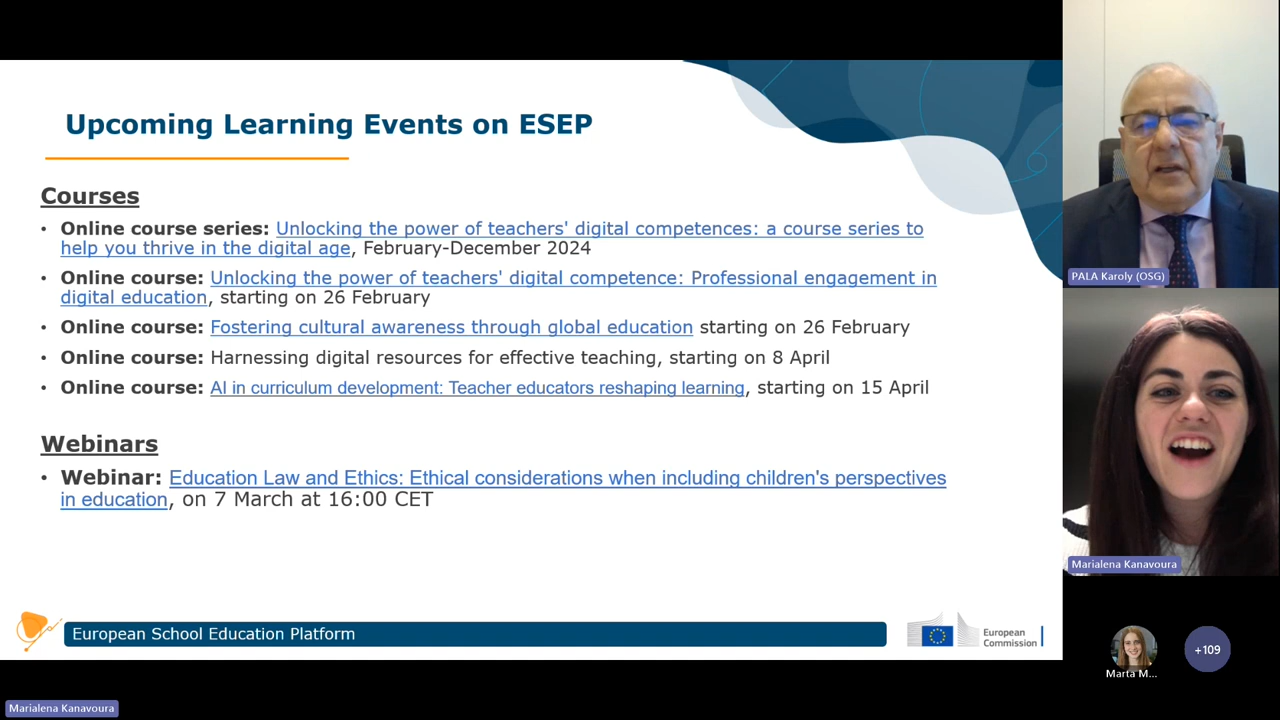 Upcoming Learning Events on ESEP
Courses
• Online course series: Unlocking the power of teachers' digital competences: a course series to
help you thrive in the digital age, February-December 2024
• Online course: Unlocking the power of teachers' digital competence: Professional engagement in
digital education, starting on 26 February
• Online course: Fostering cultural awareness through global education starting on 26 February
• Online course: Harnessing digital resources for effective teaching, starting on 8 April
• Online course: AI in curriculum development: Teacher educators reshaping learning, starting on 15 April
Webinars
• Webinar: Education Law and Ethics: Ethical considerations when including children's perspectives
in education, on 7 March at 16:00 CET
European School Education Platform
European
Commission
PALA Karoly (OSG)
Marialena Kanavoura
Marta M...
+109
Marialena Kanavoura